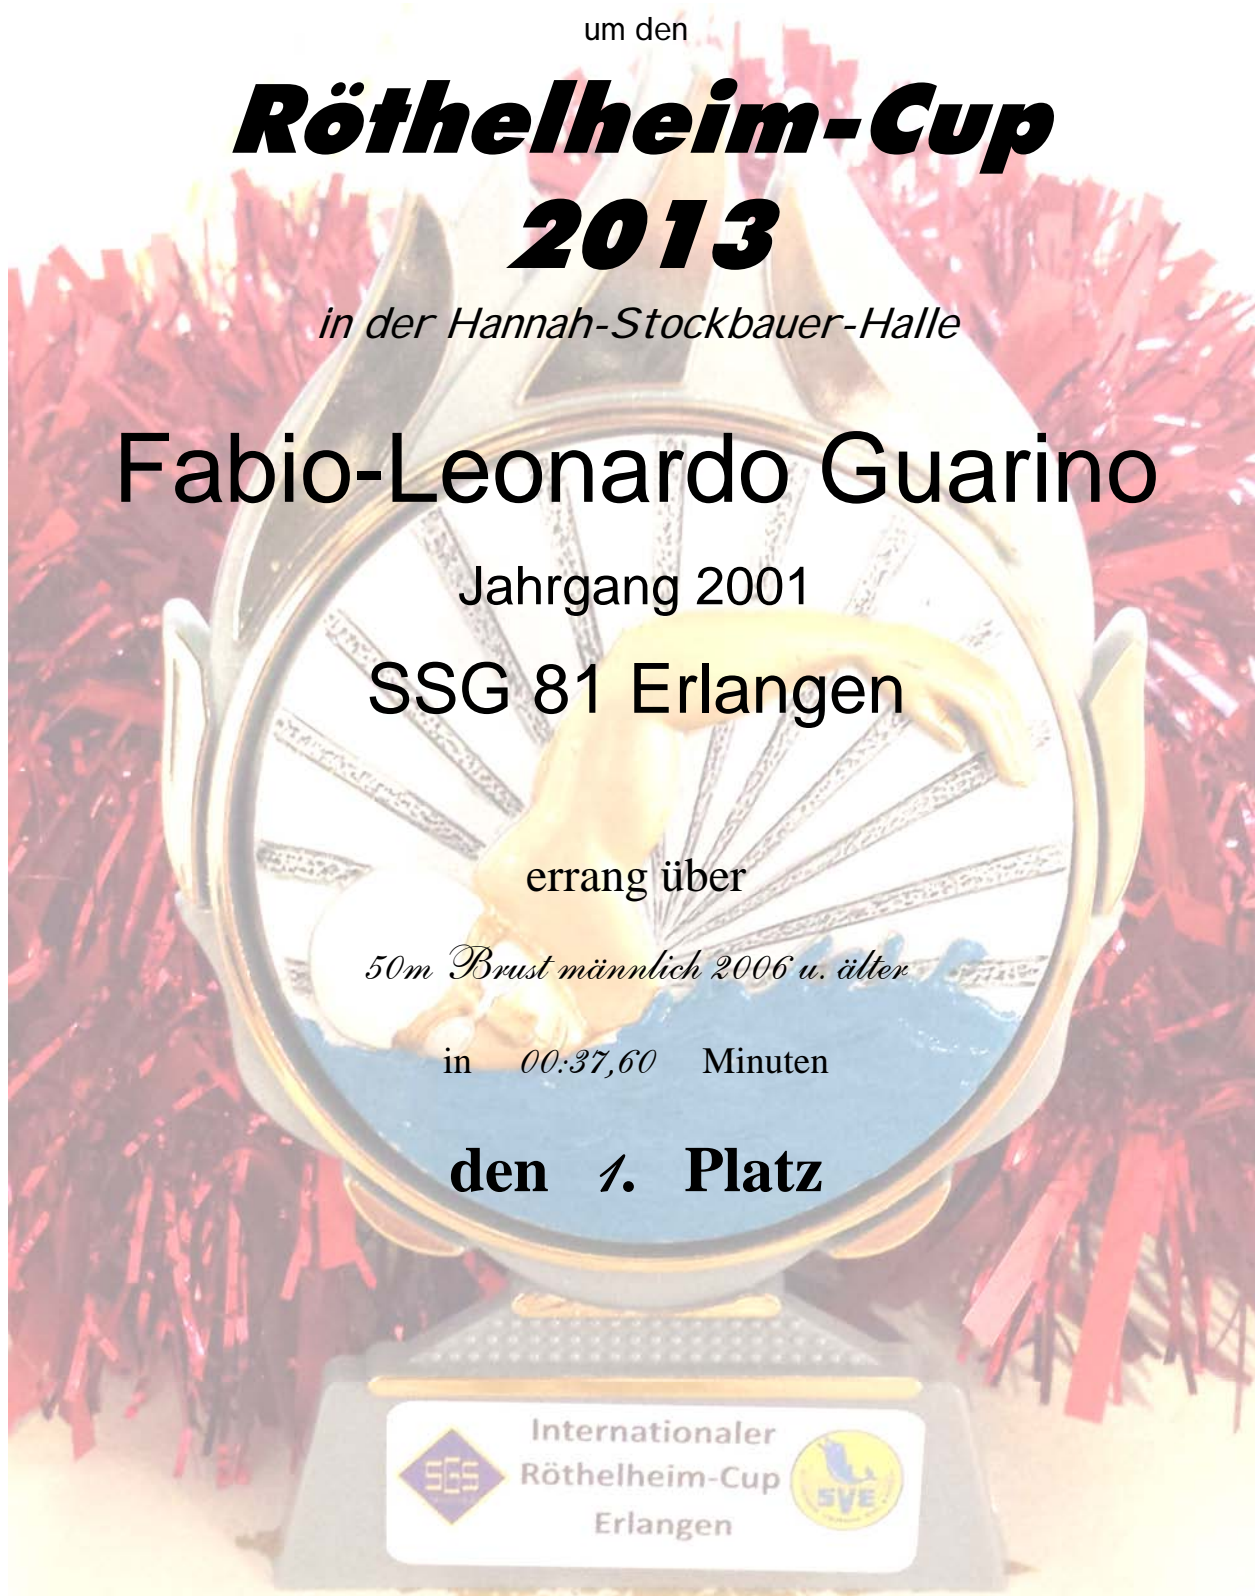 um den
Röthelheim-Cup
2013
in der Hannah-Stockbauer-Halle
Fabio-Leonardo Guarino
Jahrgang 2001
SSG 81 Erlangen
errang über
50m Brust männlich 2006 u. älter
in 00:37,60 Minuten
den 1. Platz
Internationaler
SGS Röthelheim-Cup SVE
Erlangen